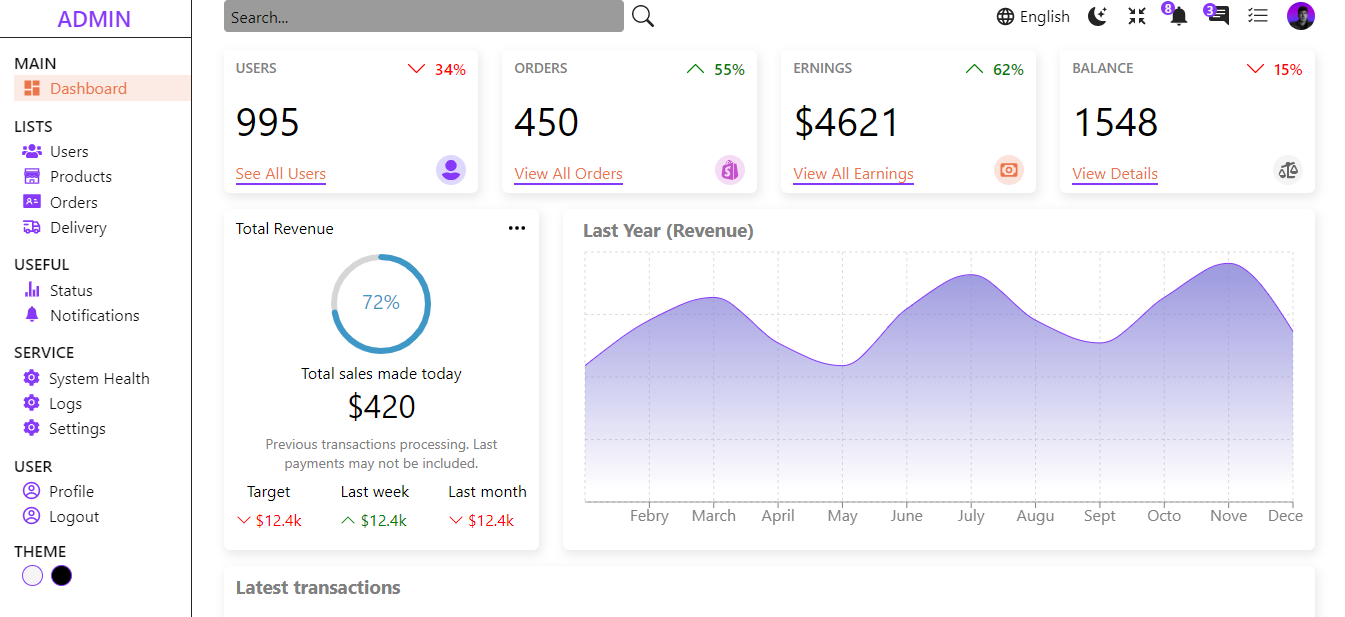 ADMIN
MAIN
Dashboard
LISTS
Users
Products
Orders
Delivery
USEFUL
Status
Notifications
SERVICE
System Health
Logs
Settings
USER
Profile
Logout
THEME
Search...
English
8
3
USERS
34%
995
See All Users
ORDERS
55%
450
View All Orders
ERNINGS
62%
$4621
View All Earnings
BALANCE
15%
1548
View Details
Total Revenue
72%
Total sales made today
$420
Previous transactions processing. Last
payments may not be included.
Target Last week Last month
$12.4k $12.4k $12.4k
Last Year (Revenue)
Febry March April May June July Augu Sept Octo Nove Dece
Latest transactions